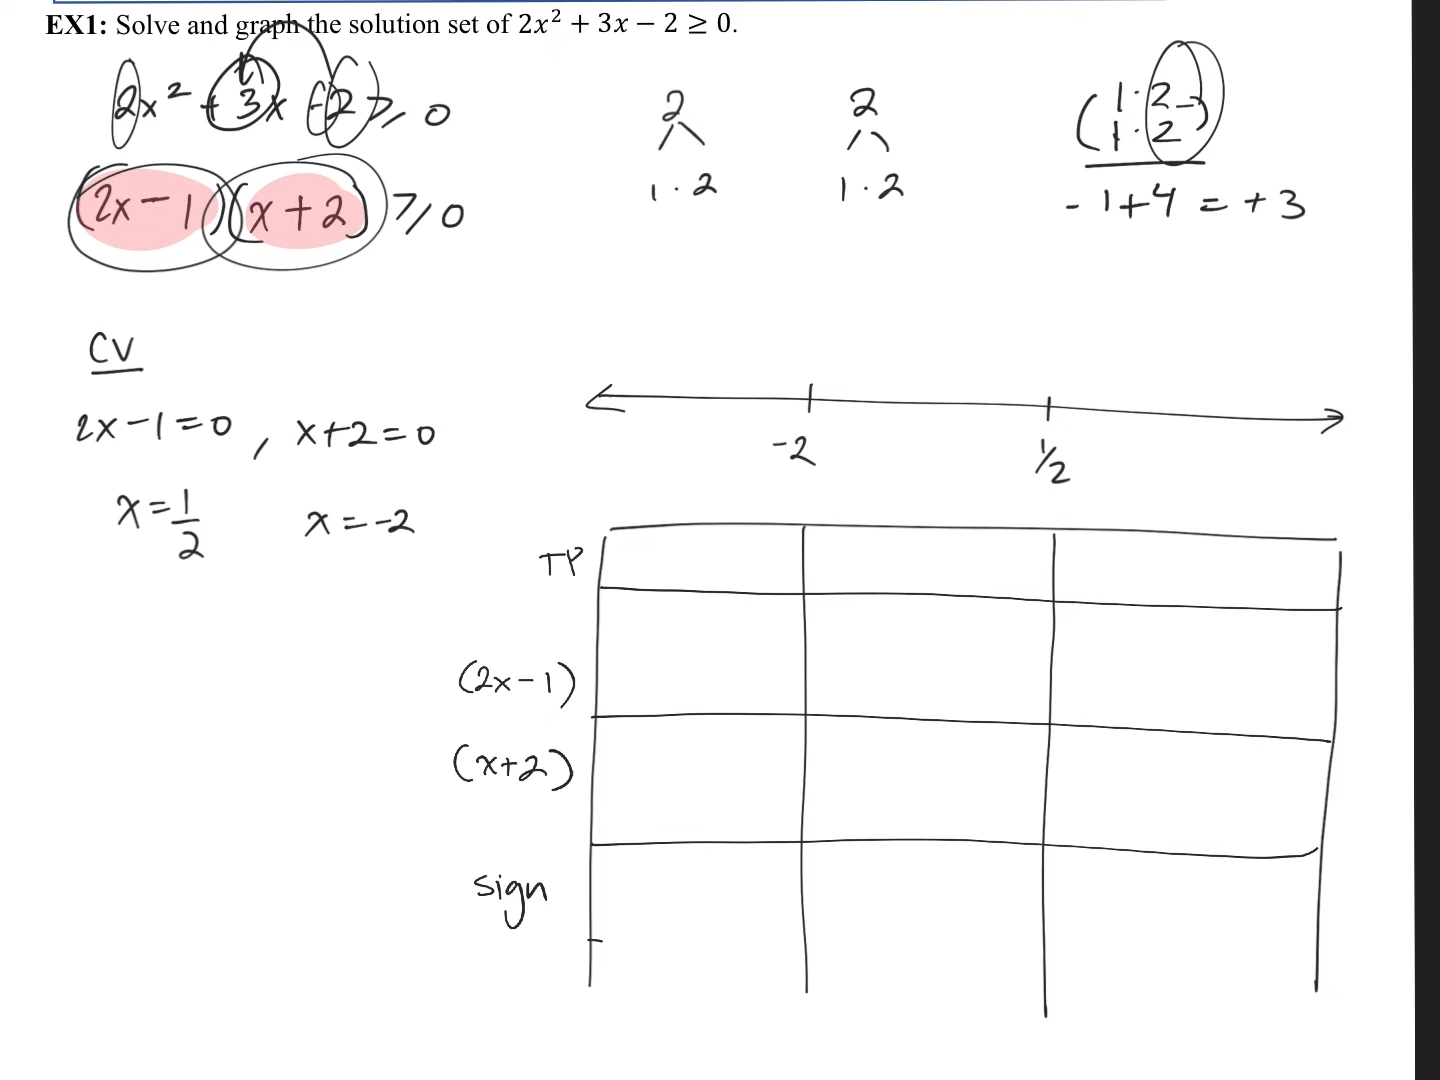 EX1: Solve and graph the solution set of 2x² + 3x − 2 ≥ 0.
2x² + 3x - 2 ≥ 0
(2x - 1)(x + 2) ≥ 0
2 2
1 · 2 1 · 2
(1 · 2 -)
1 · 2
- 1 + 4 = + 3
CV
2x - 1 = 0 , x + 2 = 0
x = 1/2 x = -2
-2 1/2
TP
(2x - 1)
(x + 2)
sign